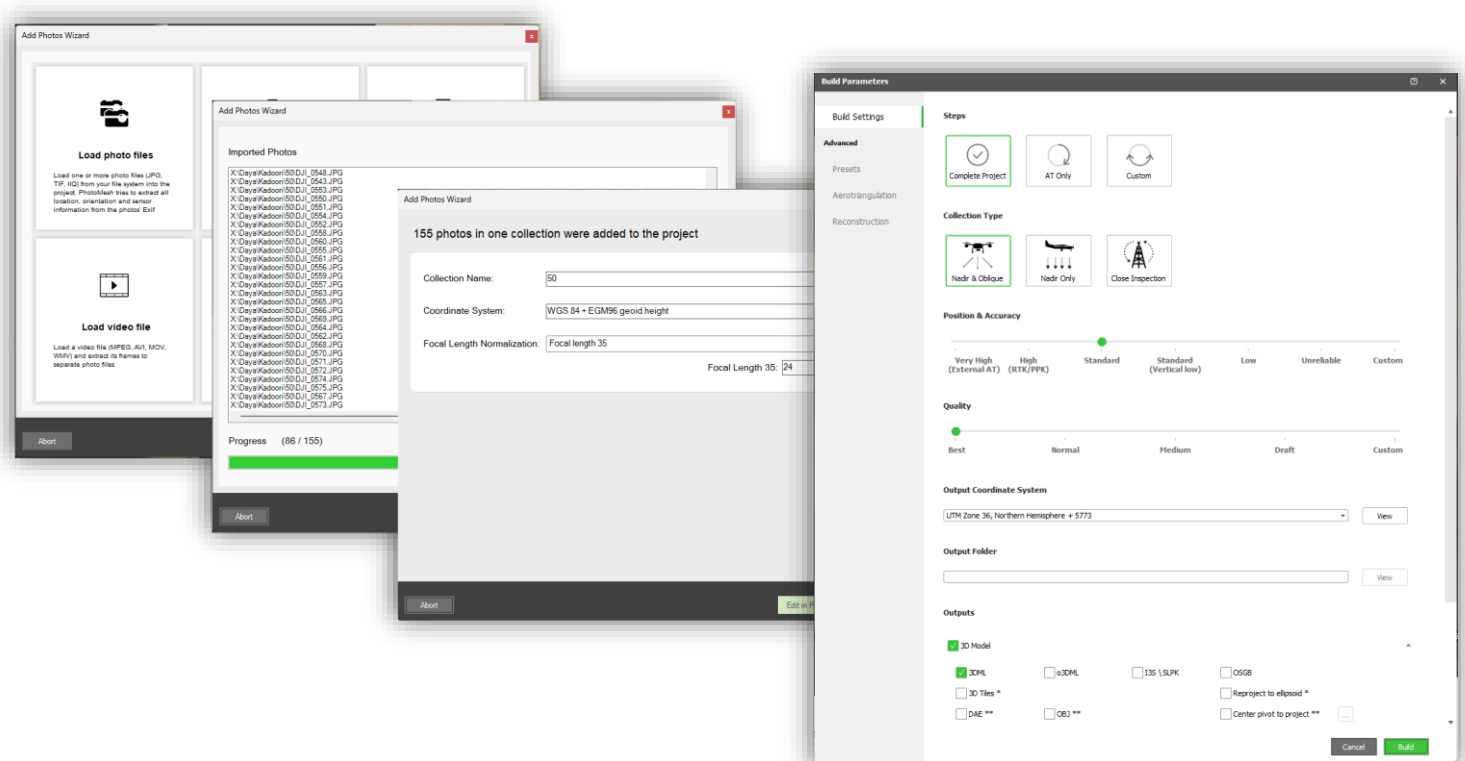 Add Photos Wizard
Load photo files
Load one or more photo files (JPG,
TIF, IIQ) from your file system into the
project. PhotoMesh tries to extract all
location, orientation and sensor
information from the photos' Exif
Load video file
Load a video file (MPEG, AVI, MOV,
WMV) and extract its frames to
separate photo files.
Abort
Add Photos Wizard
Imported Photos
X:\Daya\Kadoori\50\DJI_0548.JPG
X:\Daya\Kadoori\50\DJI_0543.JPG
X:\Daya\Kadoori\50\DJI_0553.JPG
X:\Daya\Kadoori\50\DJI_0550.JPG
X:\Daya\Kadoori\50\DJI_0551.JPG
X:\Daya\Kadoori\50\DJI_0554.JPG
X:\Daya\Kadoori\50\DJI_0552.JPG
X:\Daya\Kadoori\50\DJI_0558.JPG
X:\Daya\Kadoori\50\DJI_0560.JPG
X:\Daya\Kadoori\50\DJI_0555.JPG
X:\Daya\Kadoori\50\DJI_0561.JPG
X:\Daya\Kadoori\50\DJI_0556.JPG
X:\Daya\Kadoori\50\DJI_0559.JPG
X:\Daya\Kadoori\50\DJI_0557.JPG
X:\Daya\Kadoori\50\DJI_0563.JPG
X:\Daya\Kadoori\50\DJI_0565.JPG
X:\Daya\Kadoori\50\DJI_0566.JPG
X:\Daya\Kadoori\50\DJI_0569.JPG
X:\Daya\Kadoori\50\DJI_0564.JPG
X:\Daya\Kadoori\50\DJI_0562.JPG
X:\Daya\Kadoori\50\DJI_0568.JPG
X:\Daya\Kadoori\50\DJI_0570.JPG
X:\Daya\Kadoori\50\DJI_0571.JPG
X:\Daya\Kadoori\50\DJI_0572.JPG
X:\Daya\Kadoori\50\DJI_0574.JPG
X:\Daya\Kadoori\50\DJI_0575.JPG
X:\Daya\Kadoori\50\DJI_0567.JPG
X:\Daya\Kadoori\50\DJI_0573.JPG
Progress (86 / 155)
Abort
Add Photos Wizard
155 photos in one collection were added to the project
Collection Name: 50
Coordinate System: WGS 84 + EGM96 geoid height
Focal Length Normalization: Focal length 35
Focal Length 35: 24
Abort
Edit in
Build Parameters
Build Settings
Advanced
Presets
Aerotriangulation
Reconstruction
Steps
Complete Project AT Only Custom
Collection Type
Nadir & Oblique Nadir Only Close Inspection
Position & Accuracy
Very High High Standard Standard Low Unreliable Custom
(External AT) (RTK/PPK) (Vertical low)
Quality
Best Normal Medium Draft Custom
Output Coordinate System
UTM Zone 36, Northern Hemisphere + 5773 View
Output Folder
View
Outputs
3D Model
3DML o3DML I3S \ SLPK OSGB
3D Tiles * Reproject to ellipsoid *
DAE ** OBJ ** Center pivot to project ** ...
Cancel Build